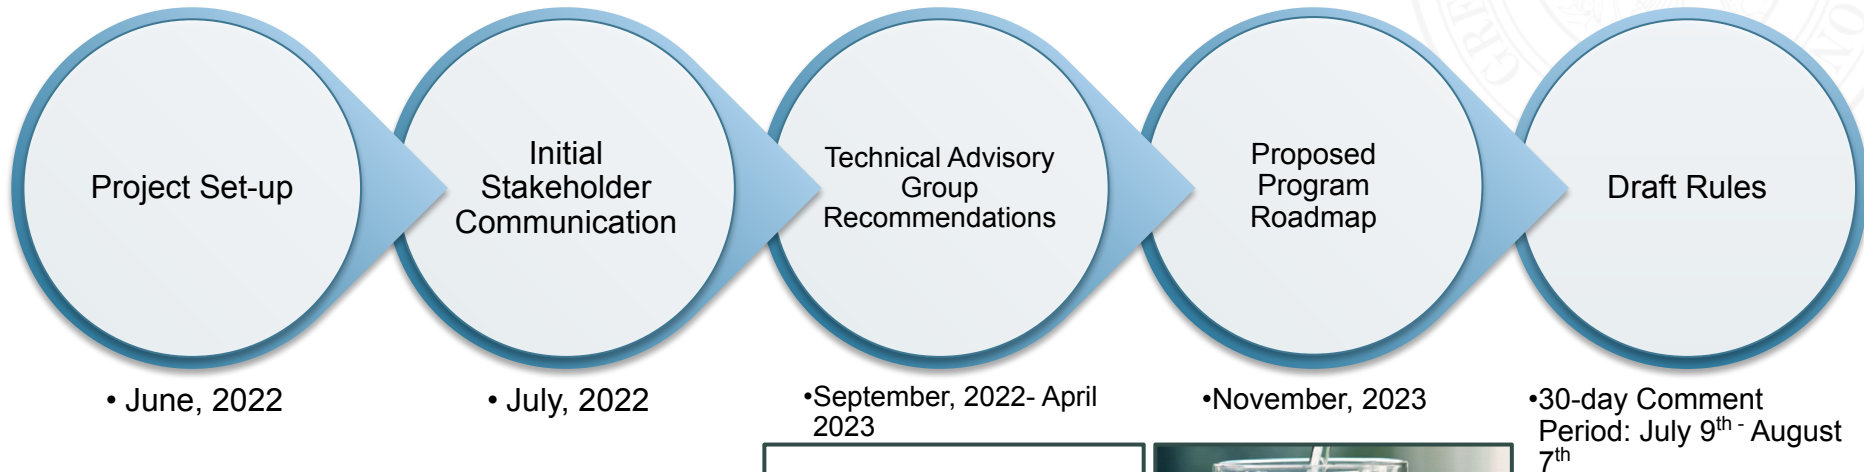 Project Set-up
• June, 2022
Initial
Stakeholder
Communication
• July, 2022
Technical Advisory
Group
Recommendations
•September, 2022- April
2023
Proposed
Program
Roadmap
•November, 2023
Draft Rules
•30-day Comment
Period: July 9th - August
7th